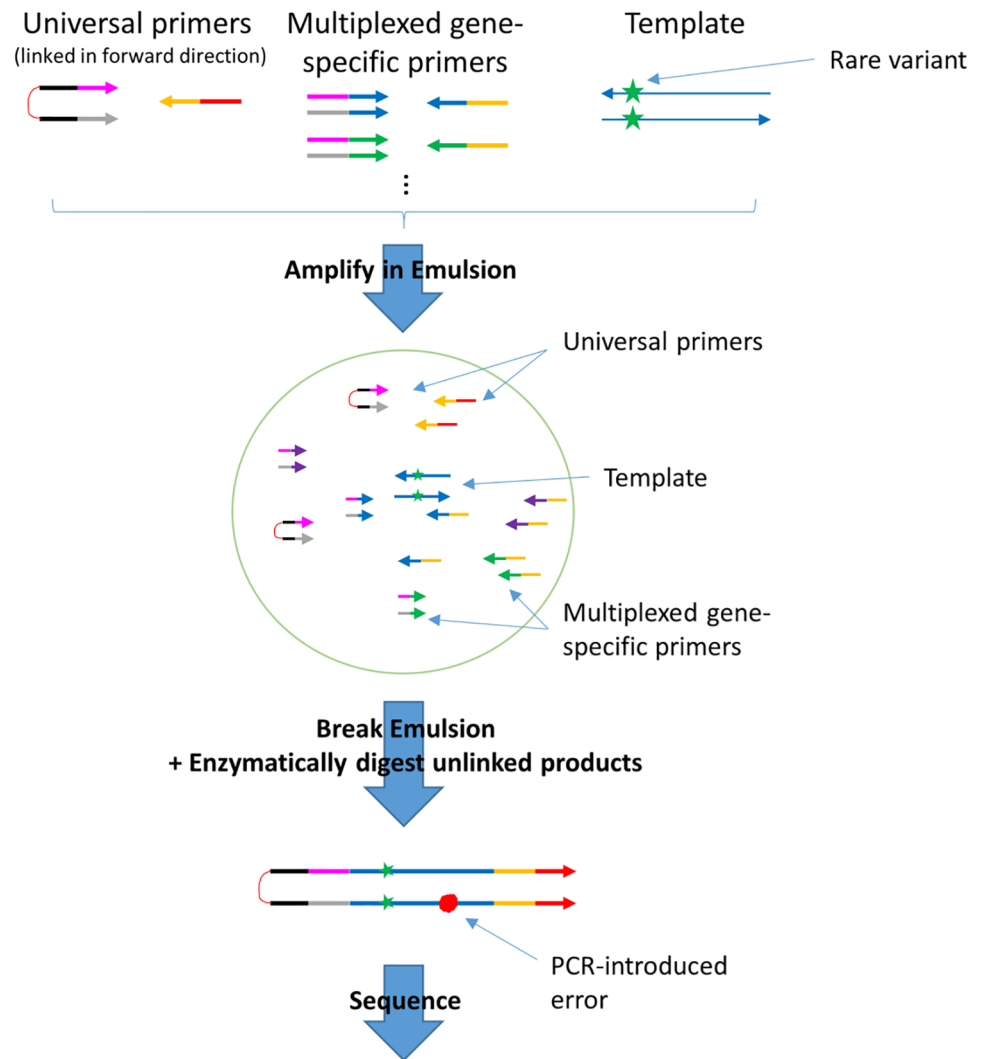 Universal primers
(linked in forward direction)
Multiplexed gene-
specific primers
Template
Rare variant
⋮
Amplify in Emulsion
Universal primers
Template
Multiplexed gene-
specific primers
Break Emulsion
+ Enzymatically digest unlinked products
PCR-introduced
error
Sequence